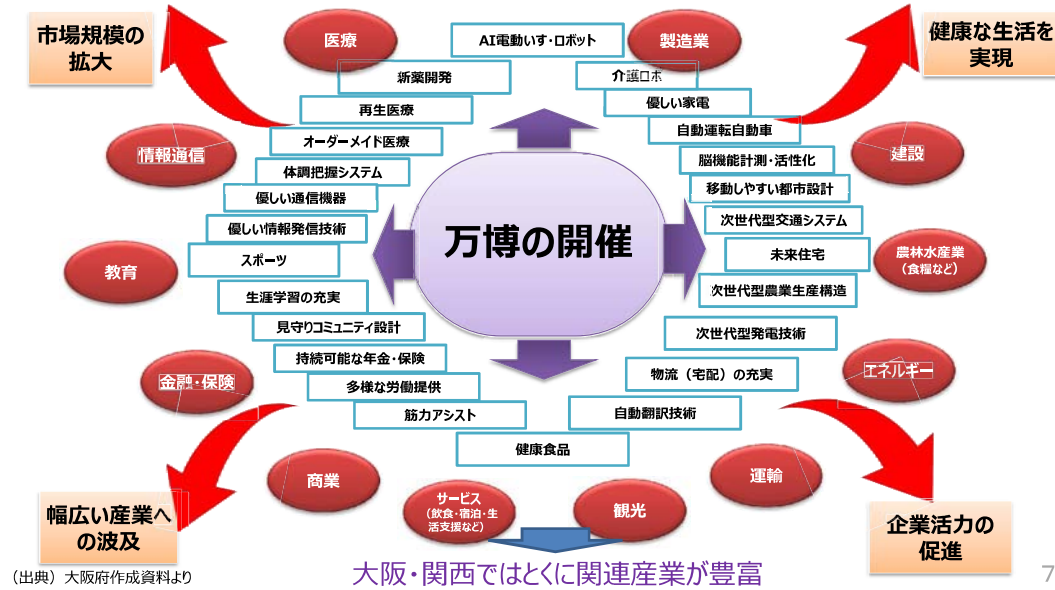 市場規模の
拡大
医療
AI電動いす・ロボット
製造業
健康な生活を
実現
新薬開発
介護ロボ
再生医療
優しい家電
オーダーメイド医療
自動運転自動車
情報通信
体調把握システム
脳機能計測・活性化
建設
優しい通信機器
移動しやすい都市設計
優しい情報発信技術
次世代型交通システム
万博の開催
教育
スポーツ
未来住宅
農林水産業
（食糧など）
生涯学習の充実
次世代型農業生産構造
見守りコミュニティ設計
次世代型発電技術
持続可能な年金・保険
金融・保険
多様な労働提供
物流（宅配）の充実
エネルギー
筋力アシスト
自動翻訳技術
健康食品
商業
サービス
（飲食・宿泊・生
活支援など）
観光
運輸
幅広い産業へ
の波及
企業活力の
促進
（出典）大阪府作成資料より
大阪・関西ではとくに関連産業が豊富
7